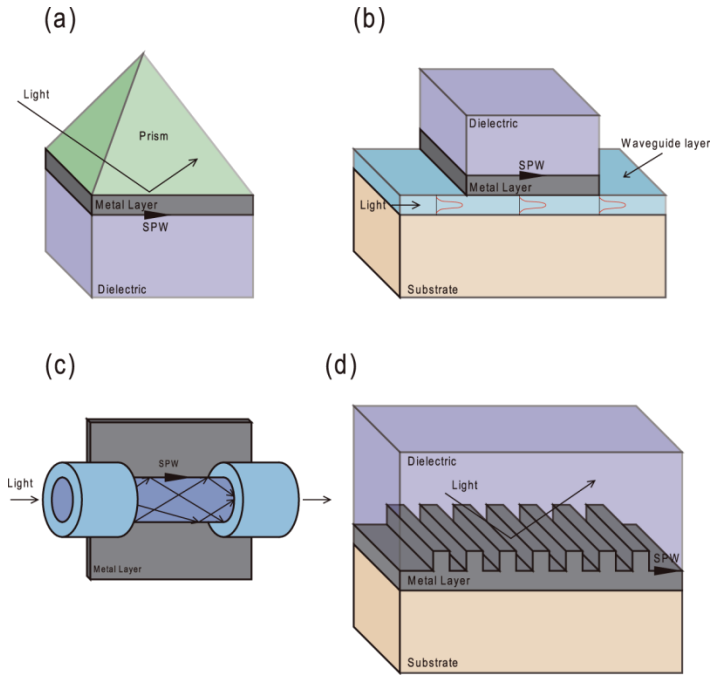 (a)
Light
Prism
Metal Layer
SPW
Dielectric
(b)
Dielectric
Waveguide layer
SPW
Metal Layer
Light
Substrate
(c)
SPW
Light
Metal Layer
(d)
Dielectric
Light
SPW
Metal Layer
Substrate